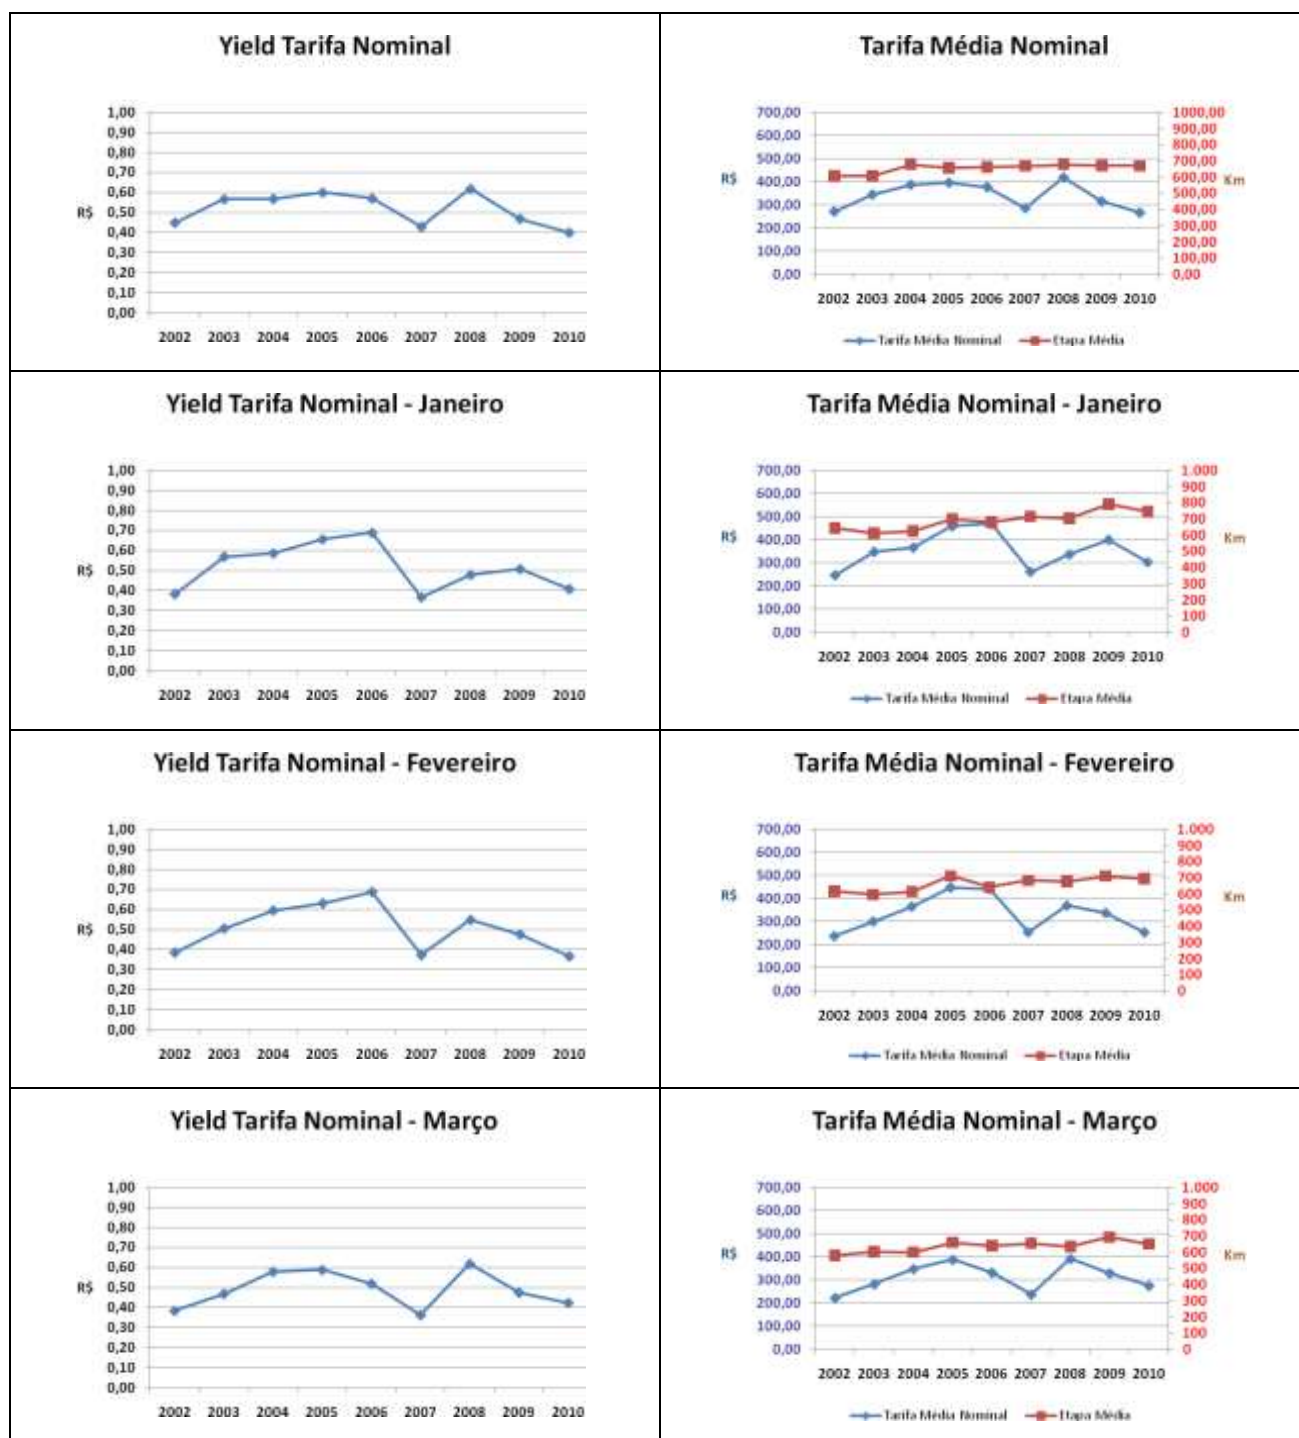 Yield Tarifa Nominal
1,00
0,90
0,80
0,70
0,60
R$ 0,50
0,40
0,30
0,20
0,10
0,00
2002 2003 2004 2005 2006 2007 2008 2009 2010
Tarifa Média Nominal
700,00 1000,00
600,00 900,00
500,00 800,00
R$ 400,00 700,00 Km
300,00 600,00
200,00 500,00
100,00 400,00
0,00 300,00
200,00
100,00
0,00
2002 2003 2004 2005 2006 2007 2008 2009 2010
Tarifa Média Nominal Etapa Média
Yield Tarifa Nominal - Janeiro
1,00
0,90
0,80
0,70
0,60
R$ 0,50
0,40
0,30
0,20
0,10
0,00
2002 2003 2004 2005 2006 2007 2008 2009 2010
Tarifa Média Nominal - Janeiro
700,00 1.000
600,00 900
500,00 800
R$ 400,00 700 Km
300,00 600
200,00 500
100,00 400
0,00 300
200
100
0
2002 2003 2004 2005 2006 2007 2008 2009 2010
Tarifa Média Nominal Etapa Média
Yield Tarifa Nominal - Fevereiro
1,00
0,90
0,80
0,70
0,60
R$ 0,50
0,40
0,30
0,20
0,10
0,00
2002 2003 2004 2005 2006 2007 2008 2009 2010
Tarifa Média Nominal - Fevereiro
700,00 1.000
600,00 900
500,00 800
R$ 400,00 700 Km
300,00 600
200,00 500
100,00 400
0,00 300
200
100
0
2002 2003 2004 2005 2006 2007 2008 2009 2010
Tarifa Média Nominal Etapa Média
Yield Tarifa Nominal - Março
1,00
0,90
0,80
0,70
0,60
R$ 0,50
0,40
0,30
0,20
0,10
0,00
2002 2003 2004 2005 2006 2007 2008 2009 2010
Tarifa Média Nominal - Março
700,00 1.000
600,00 900
500,00 800
R$ 400,00 700 Km
300,00 600
200,00 500
100,00 400
0,00 300
200
100
0
2002 2003 2004 2005 2006 2007 2008 2009 2010
Tarifa Média Nominal Etapa Média